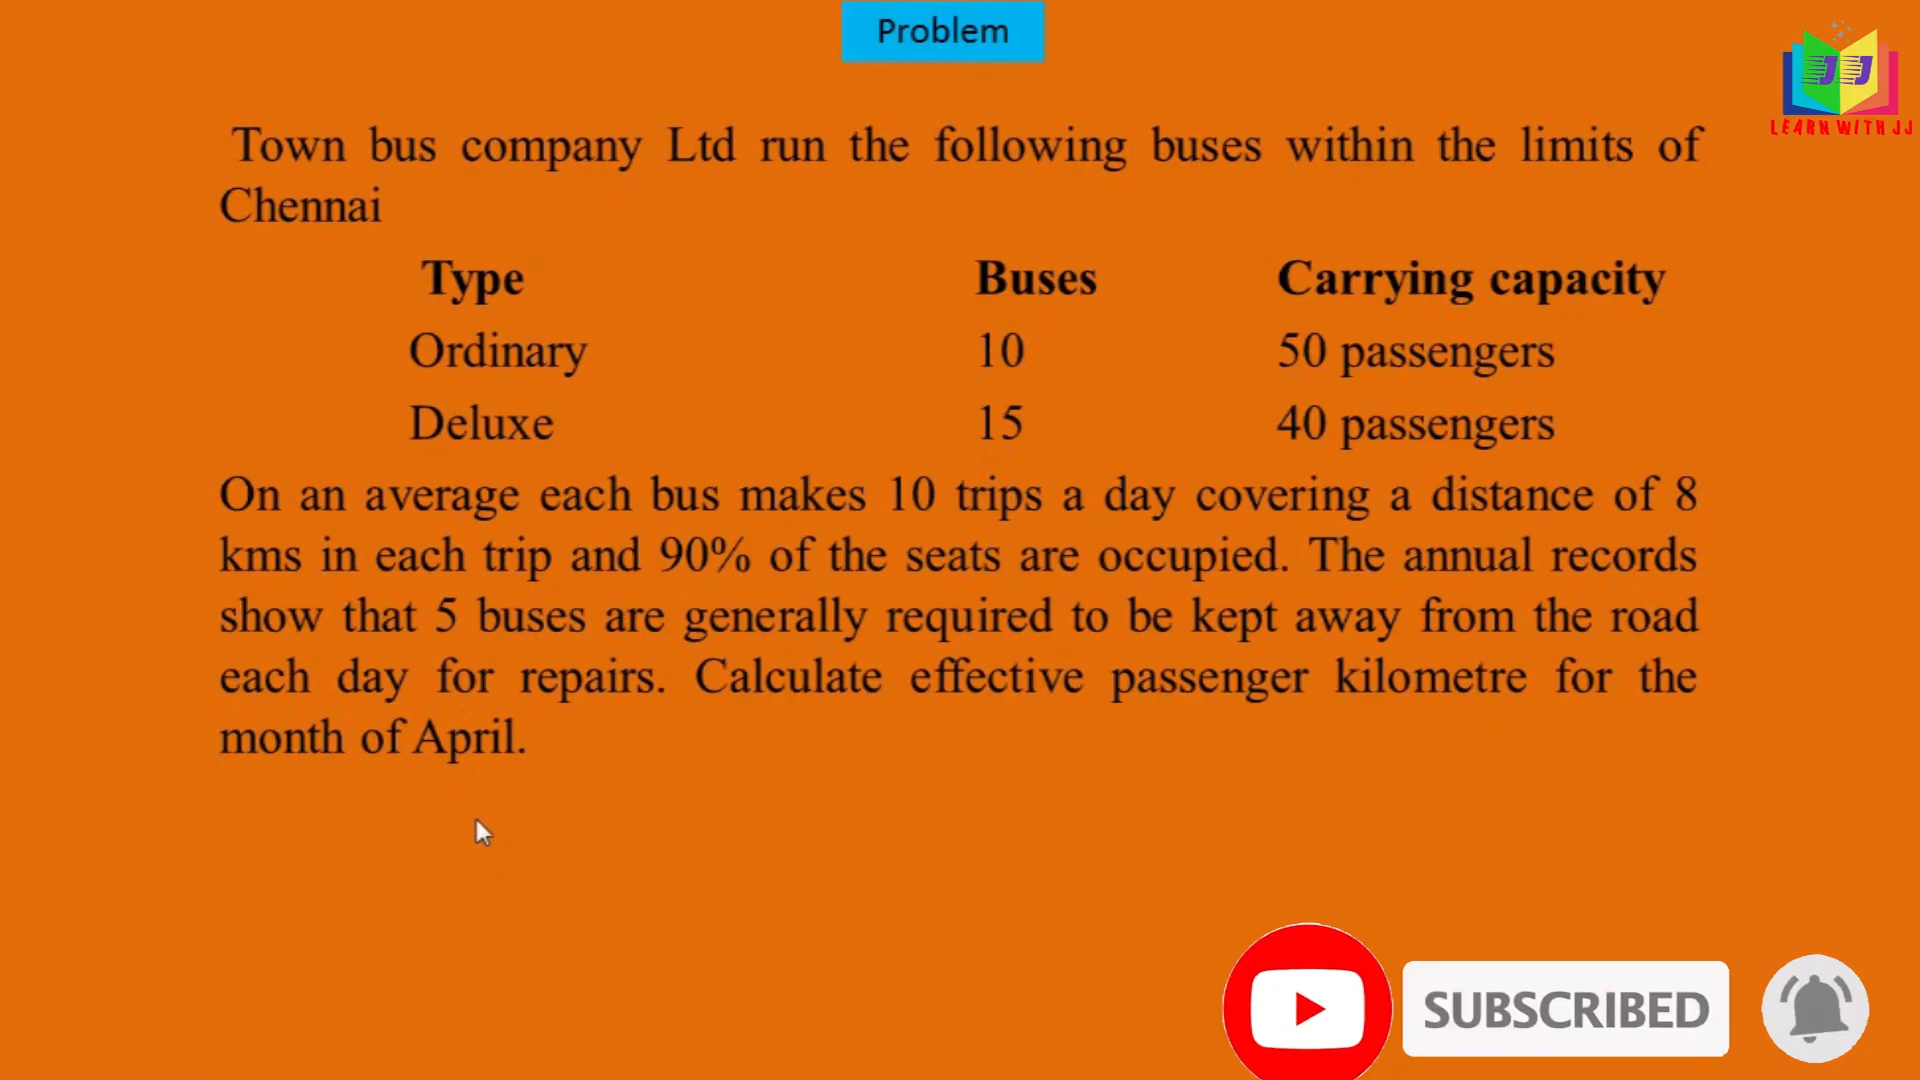 Problem
JJ
LEARN WITH JJ
Town bus company Ltd run the following buses within the limits of
Chennai
Type Buses Carrying capacity
Ordinary 10 50 passengers
Deluxe 15 40 passengers
On an average each bus makes 10 trips a day covering a distance of 8
kms in each trip and 90% of the seats are occupied. The annual records
show that 5 buses are generally required to be kept away from the road
each day for repairs. Calculate effective passenger kilometre for the
month of April.
SUBSCRIBED